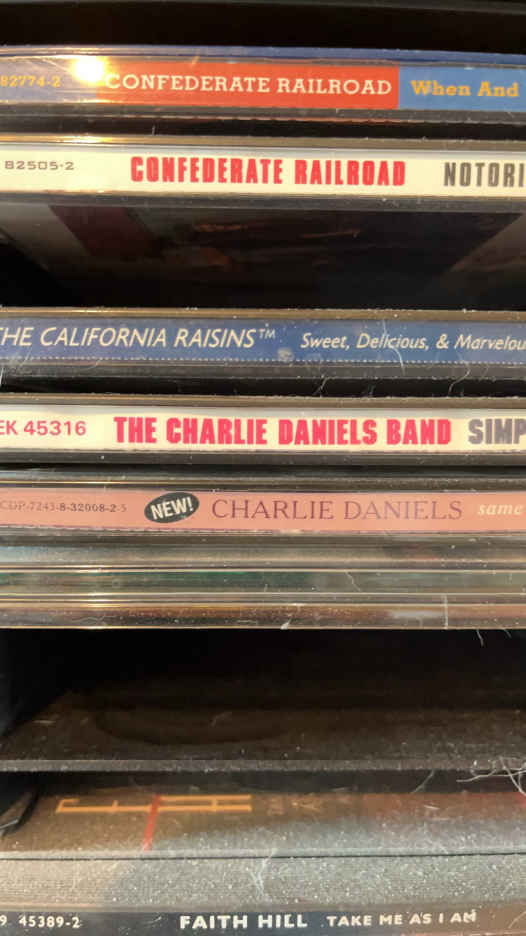 82774-2 CONFEDERATE RAILROAD When And
82505-2 CONFEDERATE RAILROAD NOTORI
THE CALIFORNIA RAISINS™ Sweet, Delicious, & Marvelou
EK 45316 THE CHARLIE DANIELS BAND SIMP
CDP-7243-8-32008-2-5 NEW! CHARLIE DANIELS same
9 45389-2 FAITH HILL TAKE ME AS I AM